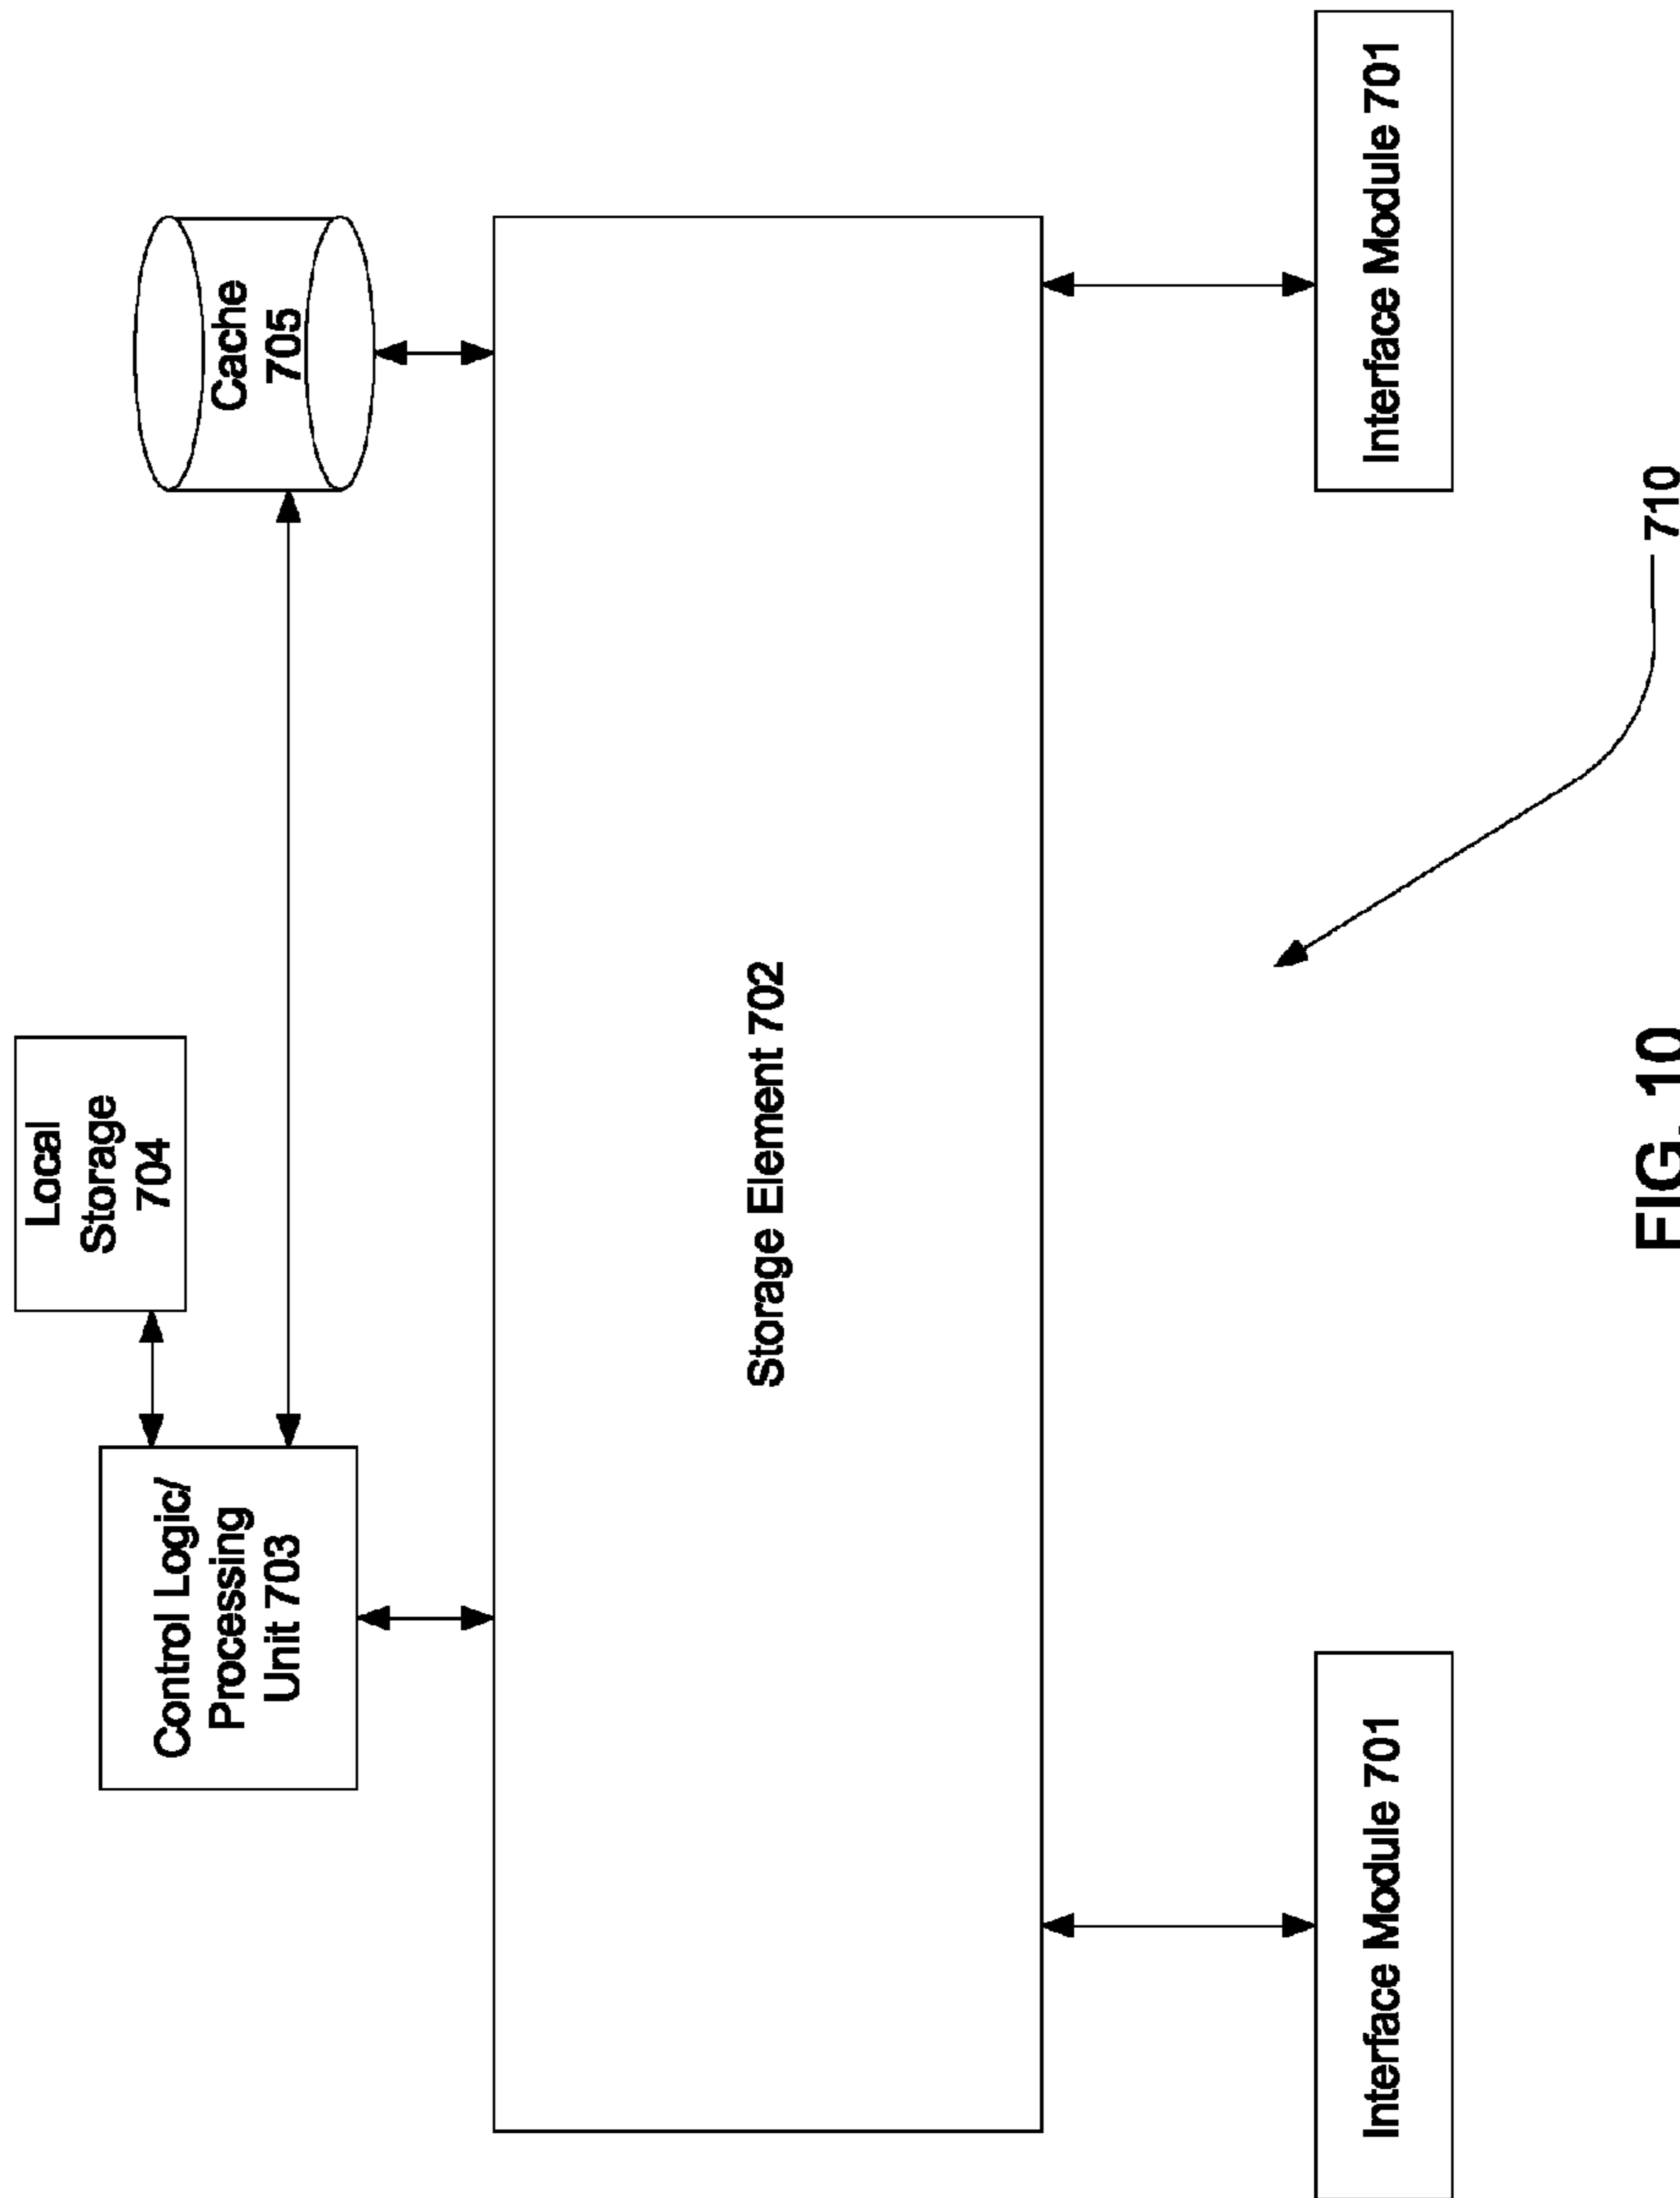 Local
Storage
704
Control Logic/
Processing
Unit 703
Cache
705
Storage Element 702
Interface Module 701
Interface Module 701
710
FIG. 10